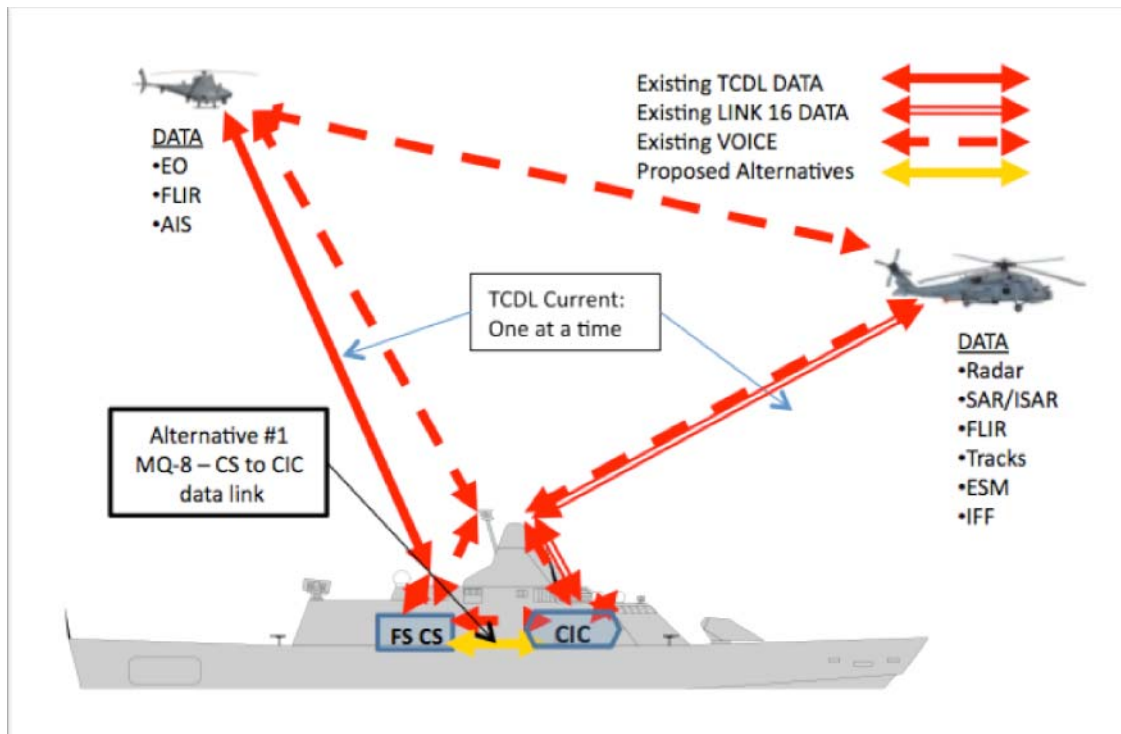 Existing TCDL DATA
Existing LINK 16 DATA
Existing VOICE
Proposed Alternatives
DATA
•EO
•FLIR
•AIS
TCDL Current:
One at a time
DATA
•Radar
•SAR/ISAR
•FLIR
•Tracks
•ESM
•IFF
Alternative #1
MQ-8 – CS to CIC
data link
FS CS
CIC